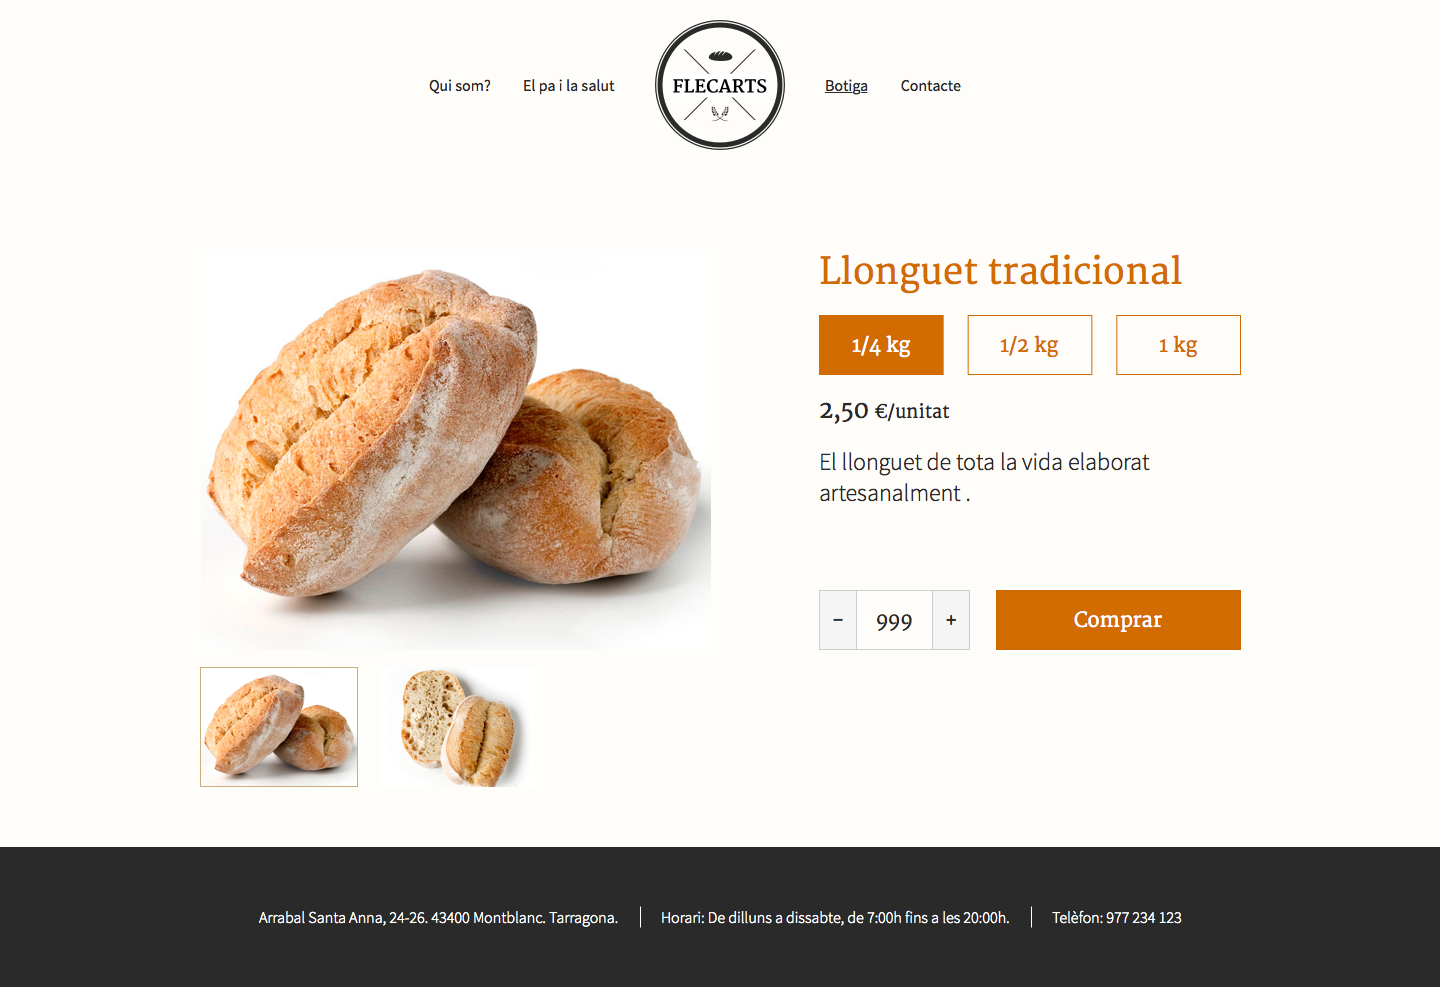 Qui som?
El pa i la salut
FLECARTS
Botiga
Contacte
Llonguet tradicional
1/4 kg
1/2 kg
1 kg
2,50 €/unitat
El llonguet de tota la vida elaborat
artesanalment .
− 999 +
Comprar
Arrabal Santa Anna, 24-26. 43400 Montblanc. Tarragona.
Horari: De dilluns a dissabte, de 7:00h fins a les 20:00h.
Telèfon: 977 234 123